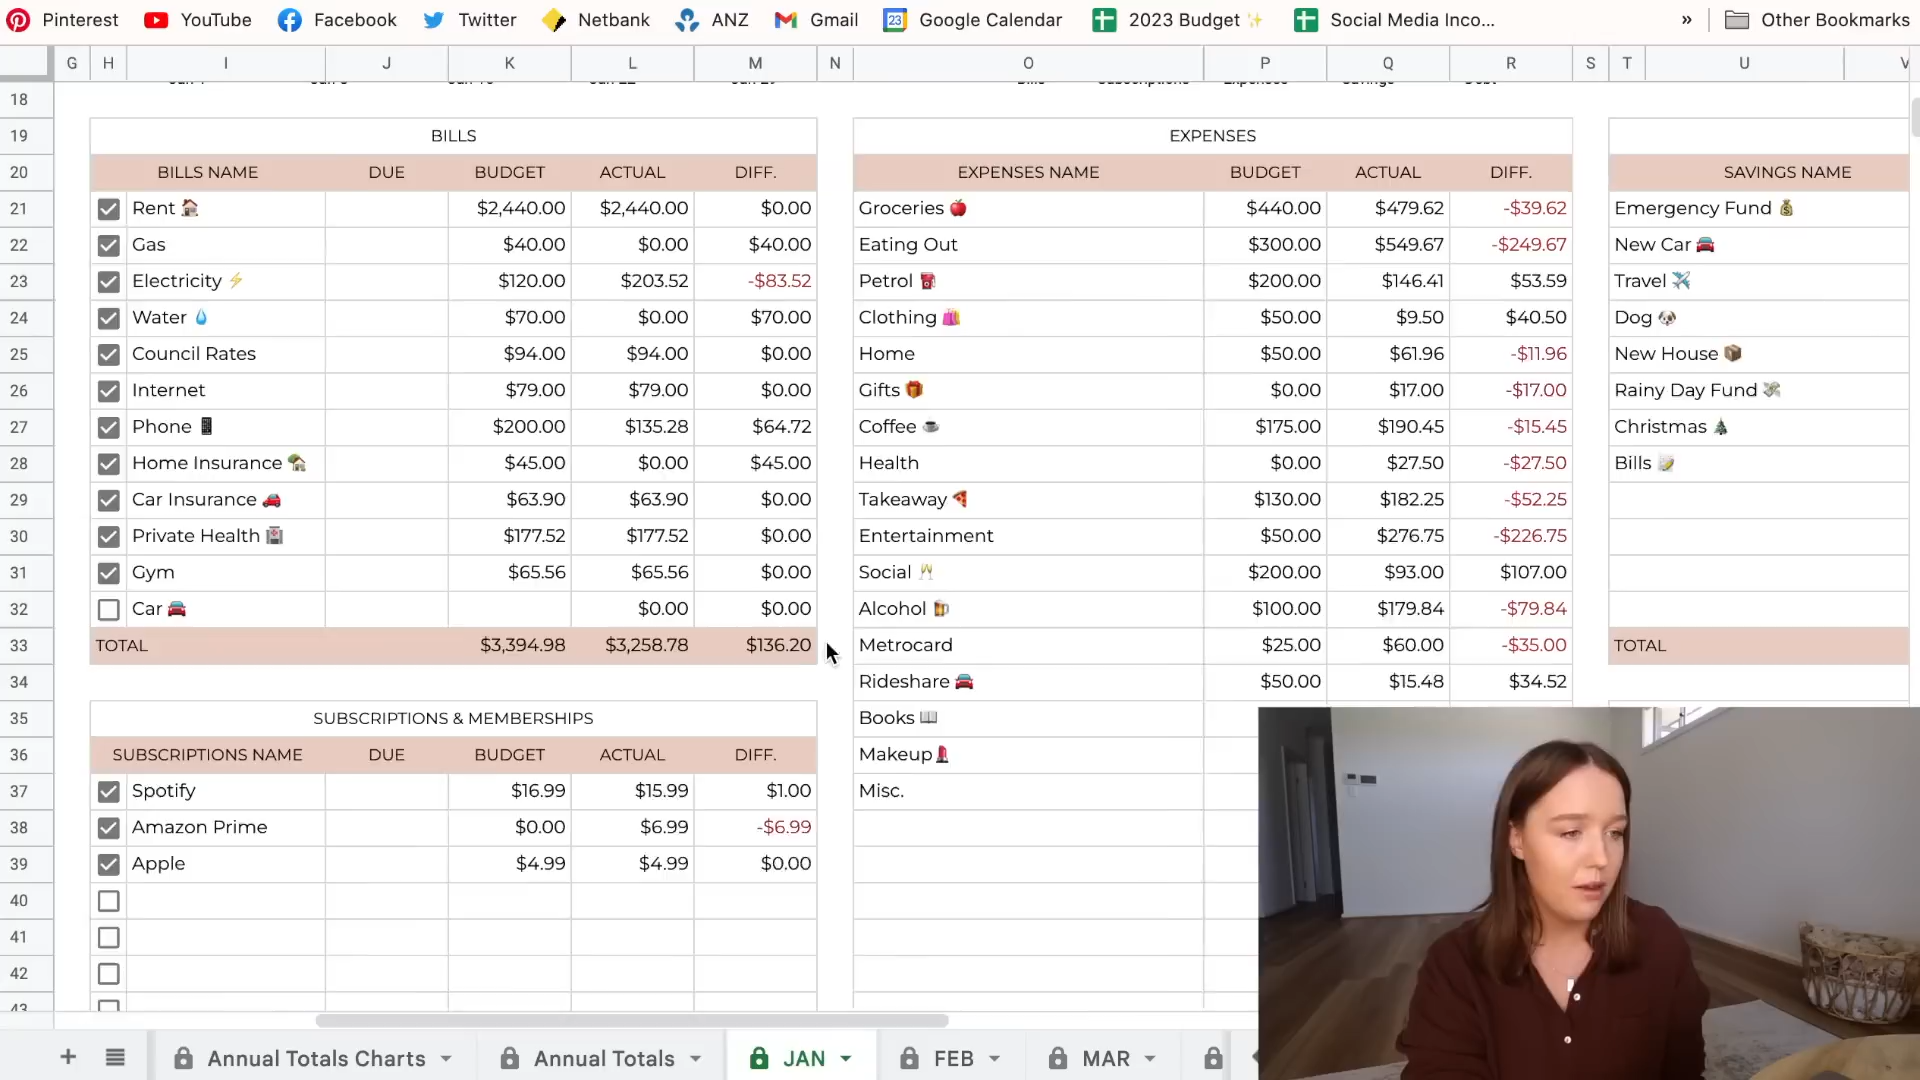 Pinterest YouTube Facebook Twitter Netbank ANZ Gmail 23 Google Calendar 2023 Budget ✨ Social Media Inco... » Other Bookmarks
G H I J K L M N O P Q R S T U V
18
19 BILLS EXPENSES
20 BILLS NAME DUE BUDGET ACTUAL DIFF. EXPENSES NAME BUDGET ACTUAL DIFF. SAVINGS NAME
21 Rent 🏠 $2,440.00 $2,440.00 $0.00 Groceries 🍎 $440.00 $479.62 -$39.62 Emergency Fund 💰
22 Gas $40.00 $0.00 $40.00 Eating Out $300.00 $549.67 -$249.67 New Car 🚘
23 Electricity ⚡ $120.00 $203.52 -$83.52 Petrol ⛽ $200.00 $146.41 $53.59 Travel ✈️
24 Water 💧 $70.00 $0.00 $70.00 Clothing 🛍️ $50.00 $9.50 $40.50 Dog 🐶
25 Council Rates $94.00 $94.00 $0.00 Home $50.00 $61.96 -$11.96 New House 📦
26 Internet $79.00 $79.00 $0.00 Gifts 🎁 $0.00 $17.00 -$17.00 Rainy Day Fund 💸
27 Phone 📱 $200.00 $135.28 $64.72 Coffee ☕ $175.00 $190.45 -$15.45 Christmas 🎄
28 Home Insurance 🏡 $45.00 $0.00 $45.00 Health $0.00 $27.50 -$27.50 Bills 📝
29 Car Insurance 🚗 $63.90 $63.90 $0.00 Takeaway 🍕 $130.00 $182.25 -$52.25
30 Private Health 🏥 $177.52 $177.52 $0.00 Entertainment $50.00 $276.75 -$226.75
31 Gym $65.56 $65.56 $0.00 Social 🥂 $200.00 $93.00 $107.00
32 Car 🚘 $0.00 $0.00 Alcohol 🍺 $100.00 $179.84 -$79.84
33 TOTAL $3,394.98 $3,258.78 $136.20 Metrocard $25.00 $60.00 -$35.00 TOTAL
34 Rideshare 🚘 $50.00 $15.48 $34.52
35 SUBSCRIPTIONS & MEMBERSHIPS Books 📖
36 SUBSCRIPTIONS NAME DUE BUDGET ACTUAL DIFF. Makeup 💄
37 Spotify $16.99 $15.99 $1.00 Misc.
38 Amazon Prime $0.00 $6.99 -$6.99
39 Apple $4.99 $4.99 $0.00
40
41
42
43
+ Annual Totals Charts Annual Totals JAN FEB MAR